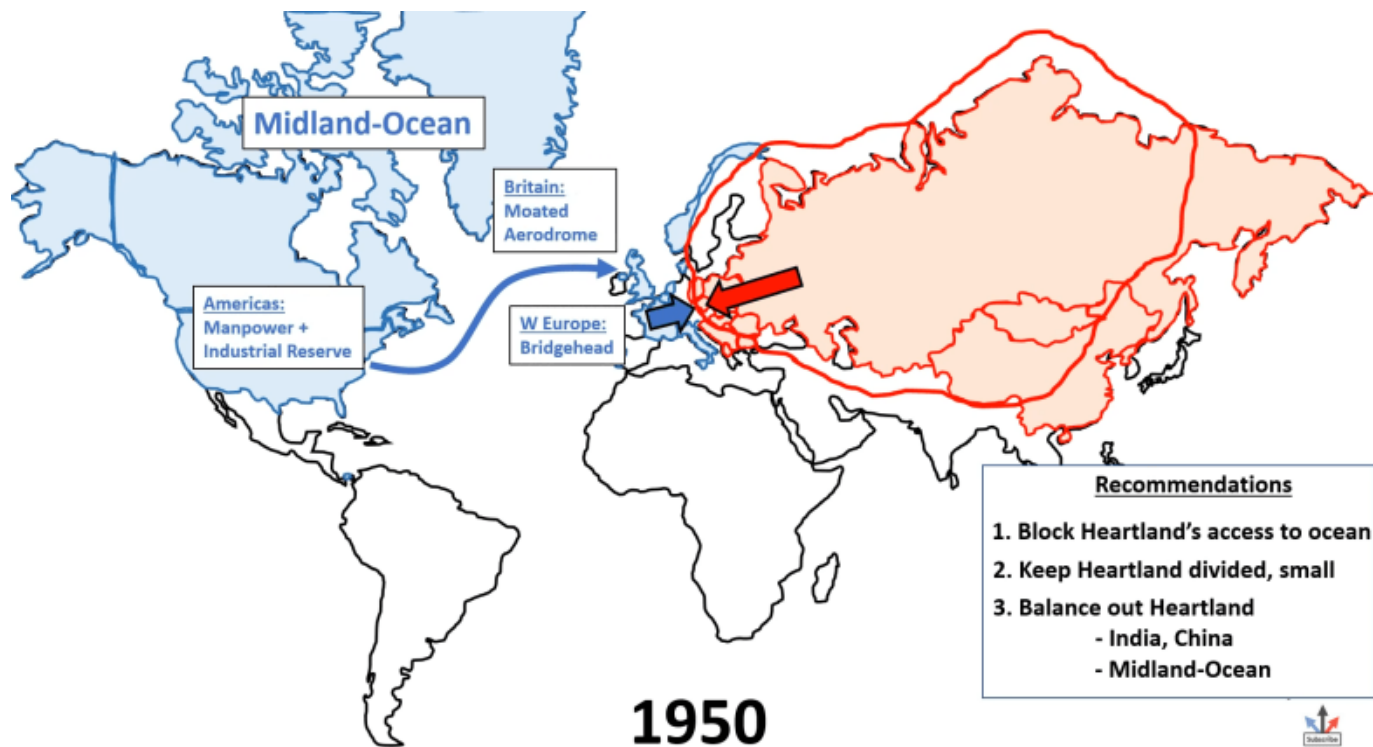 Midland-Ocean
Britain:
Moated
Aerodrome
Americas:
Manpower +
Industrial Reserve
W Europe:
Bridgehead
Recommendations
1. Block Heartland's access to ocean
2. Keep Heartland divided, small
3. Balance out Heartland
- India, China
- Midland-Ocean
1950
Subscribe